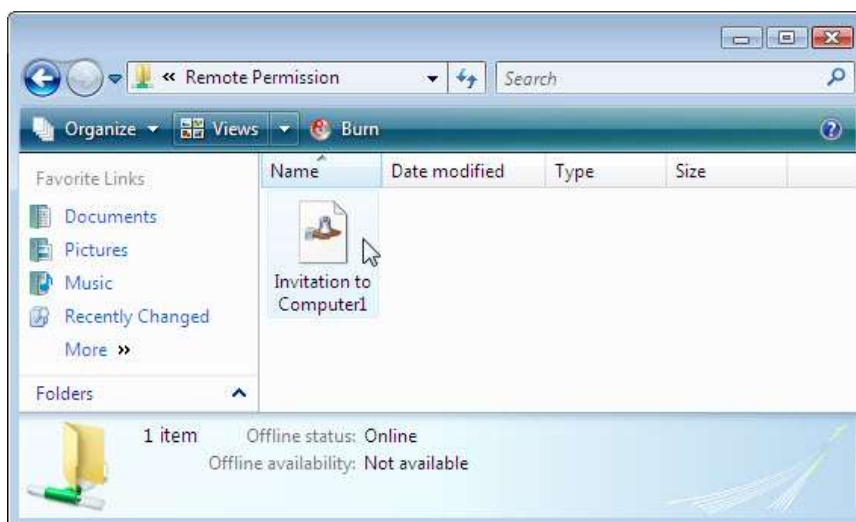 « Remote Permission
Search
Organize Views Burn
Favorite Links
Documents
Pictures
Music
Recently Changed
More »
Folders
Name Date modified Type Size
Invitation to
Computer1
1 item Offline status: Online
Offline availability: Not available